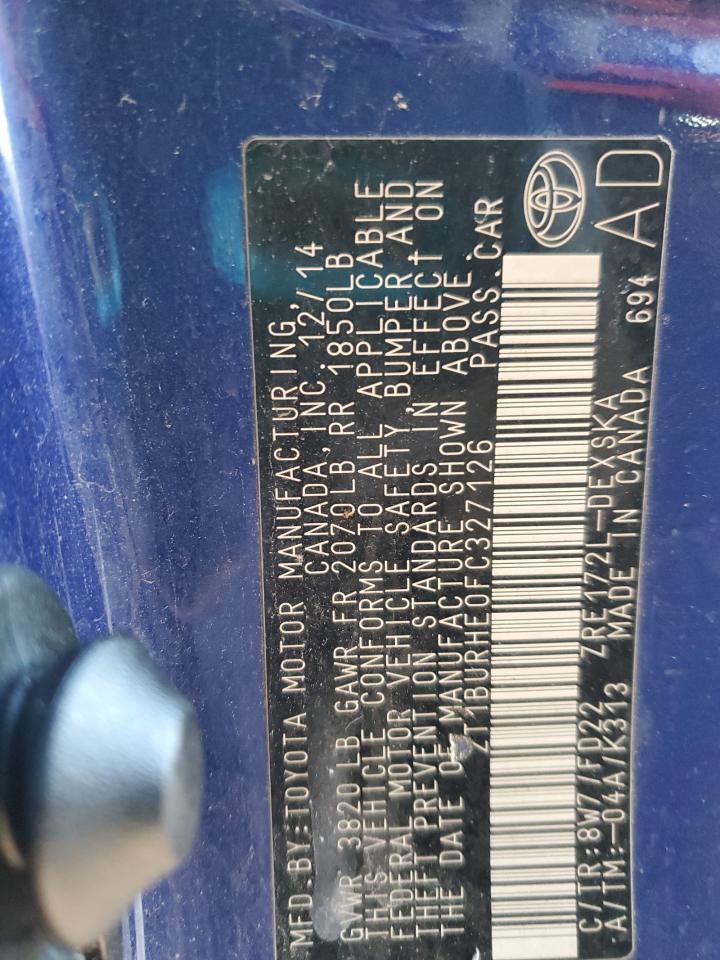 MFD BY:TOYOTA MOTOR MANUFACTURING,
CANADA,INC. 12/14
GVWR 3820LB GAWR FR 2070LB RR 1850LB
THIS VEHICLE CONFORMS TO ALL APPLICABLE
FEDERAL MOTOR VEHICLE SAFETY,BUMPER,AND
THEFT PREVENTION STANDARDS IN EFFECT ON
THE DATE OF MANUFACTURE SHOWN ABOVE.
2T1BURHE0FC327126 PASS.CAR
C/TR:8W7/FD22 ZRE172L-DEXSKA
A/TM:-04A/K313 MADE IN CANADA 694
AD